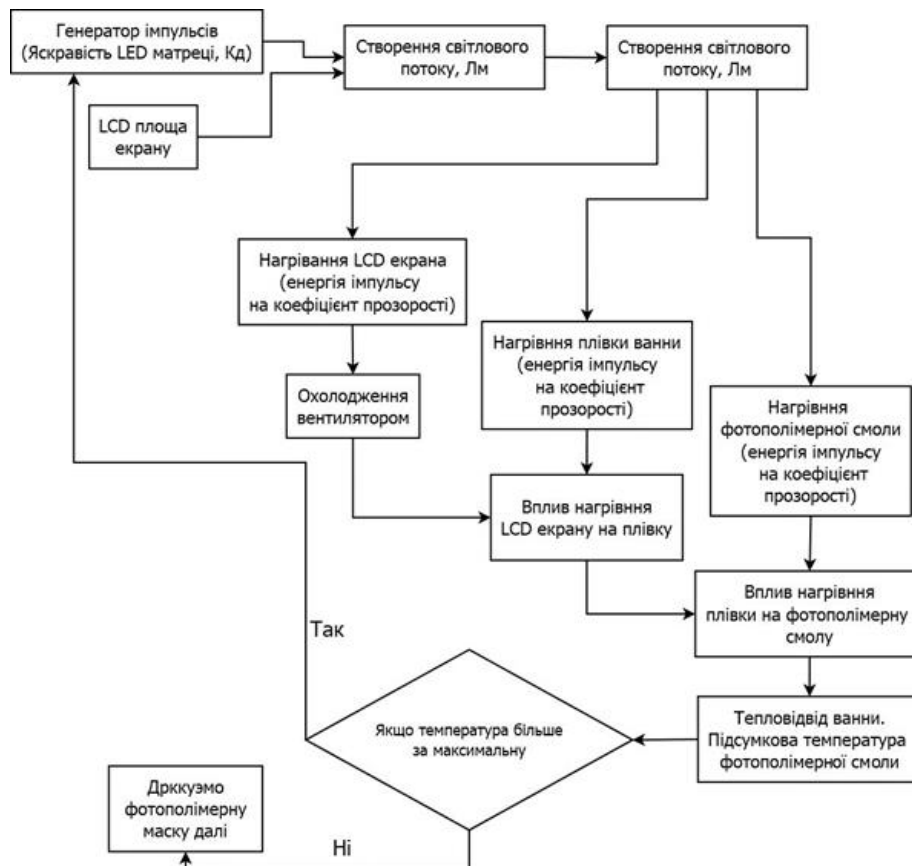 Генератор імпульсів
(Яскравість LED матреці, Кд)
Створення світлового
потоку, Лм
Створення світлового
потоку, Лм
LCD площа
екрану
Нагрівання LCD екрана
(енергія імпульсу
на коефіцієнт прозорості)
Нагрівння плівки ванни
(енергія імпульсу
на коефіцієнт
прозорості)
Нагрівння
фотополімерної смоли
(енергія імпульсу
на коефіцієнт
прозорості)
Охолодження
вентилятором
Вплив нагрівння
LCD екрану на плівку
Вплив нагрівння
плівки на фотополімерну
смолу
Так
Якщо температура більше
за максимальну
Тепловідвід ванни.
Підсумкова температура
фотополімерної смоли
Дрккуэмо
фотополімерну
маску далі
Ні